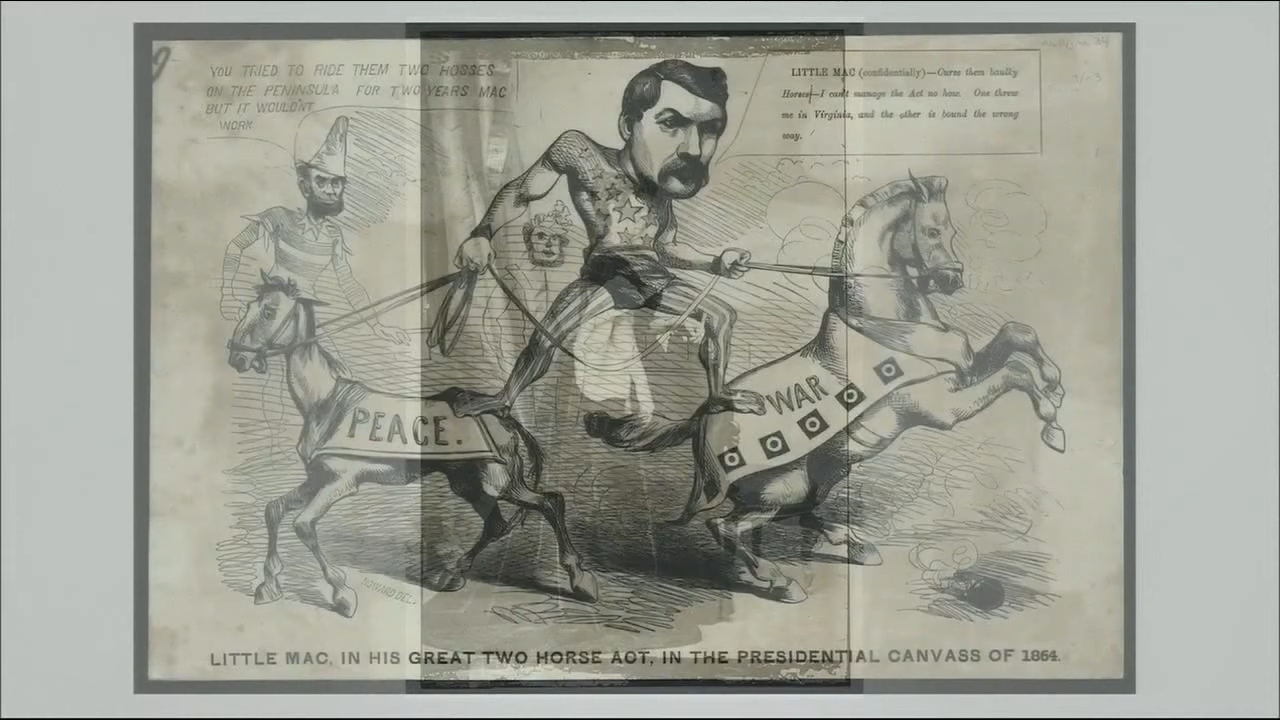 YOU TRIED TO RIDE THEM TWO HOSSES
ON THE PENINSULA FOR TWO YEARS MAC
BUT IT WOULDN'T
WORK
LITTLE MAC (confidentially)—Curse them baulky
Horses—I can't manage the Act no how. One threw
me in Virginia, and the other is bound the wrong
way.
PEACE.
WAR
HOWARD DEL.
LITTLE MAC, IN HIS GREAT TWO HORSE ACT, IN THE PRESIDENTIAL CANVASS OF 1864.